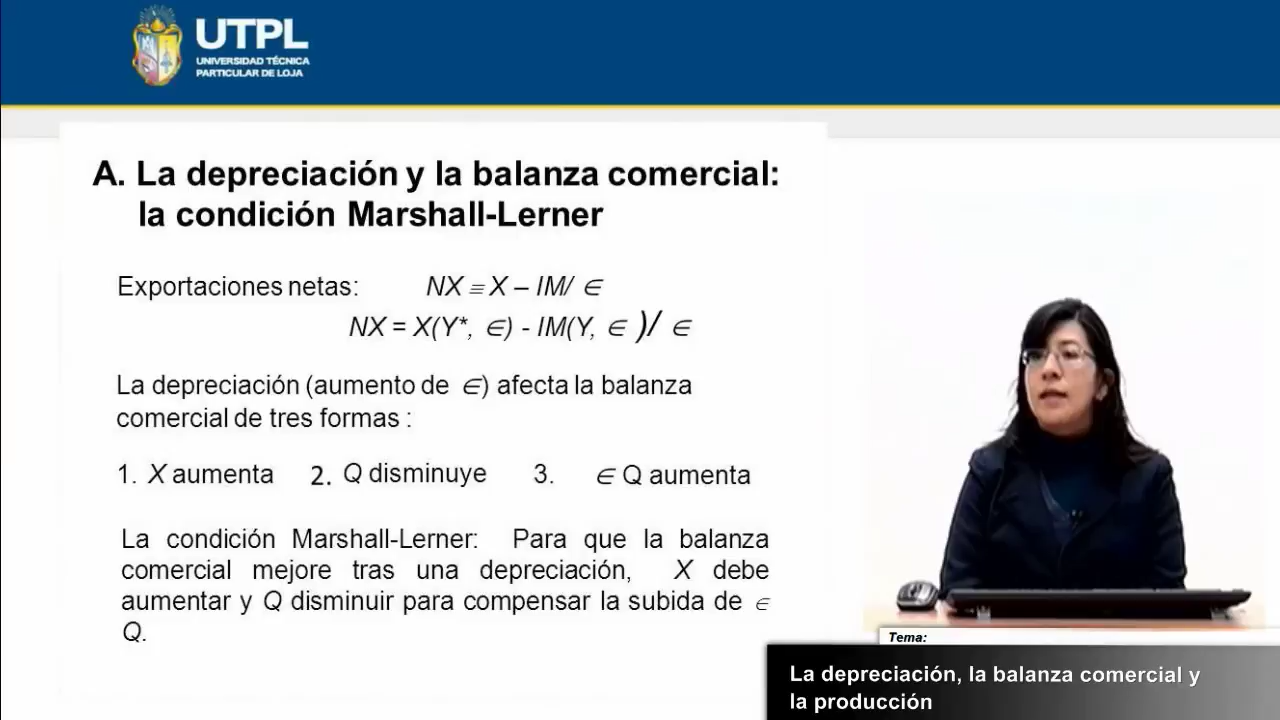 UTPL
UNIVERSIDAD TÉCNICA
PARTICULAR DE LOJA
A. La depreciación y la balanza comercial:
la condición Marshall-Lerner
Exportaciones netas: NX ≡ X – IM/ ∈
NX = X(Y*, ∈) - IM(Y, ∈ )/ ∈
La depreciación (aumento de ∈) afecta la balanza
comercial de tres formas :
1. X aumenta 2. Q disminuye 3. ∈ Q aumenta
La condición Marshall-Lerner: Para que la balanza
comercial mejore tras una depreciación, X debe
aumentar y Q disminuir para compensar la subida de ∈
Q.
Tema:
La depreciación, la balanza comercial y
la producción